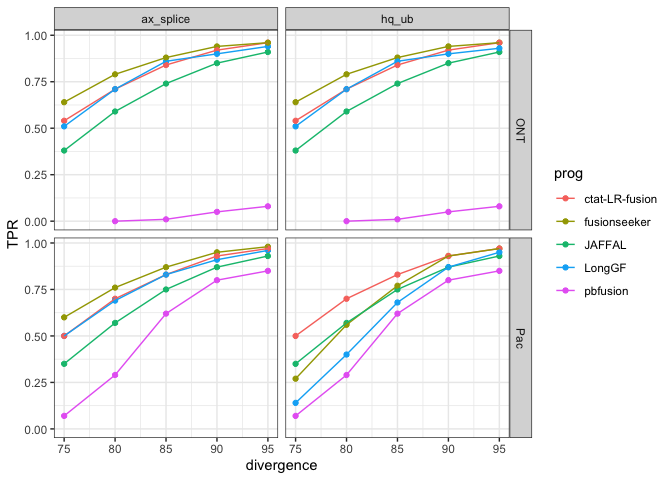 ax_splice hq_ub
1.00
0.75
0.50
0.25
0.00
ONT
1.00
0.75
0.50
0.25
0.00
Pac
TPR
75 80 85 90 95 75 80 85 90 95
divergence
prog
ctat-LR-fusion
fusionseeker
JAFFAL
LongGF
pbfusion